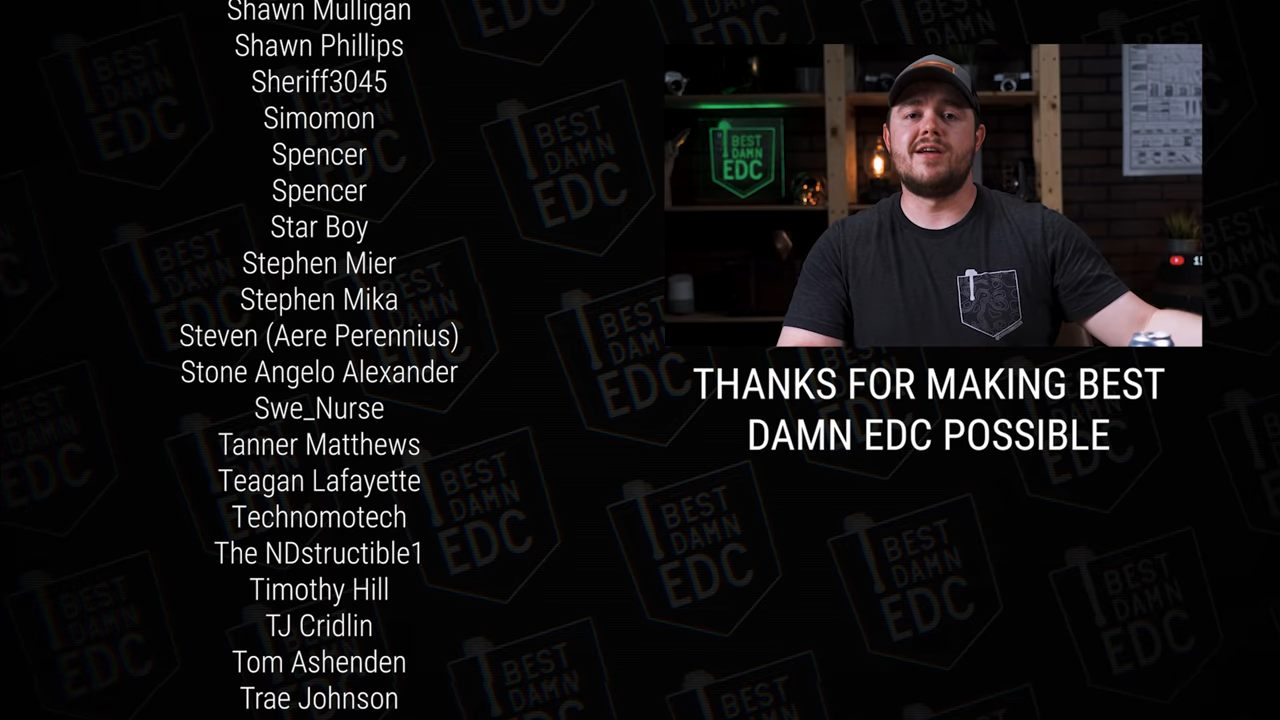 Shawn Mulligan
Shawn Phillips
Sheriff3045
Simomon
Spencer
Spencer
Star Boy
Stephen Mier
Stephen Mika
Steven (Aere Perennius)
Stone Angelo Alexander
Swe_Nurse
Tanner Matthews
Teagan Lafayette
Technomotech
The NDstructible1
Timothy Hill
TJ Cridlin
Tom Ashenden
Trae Johnson
BEST
DAMN
EDC
THANKS FOR MAKING BEST
DAMN EDC POSSIBLE